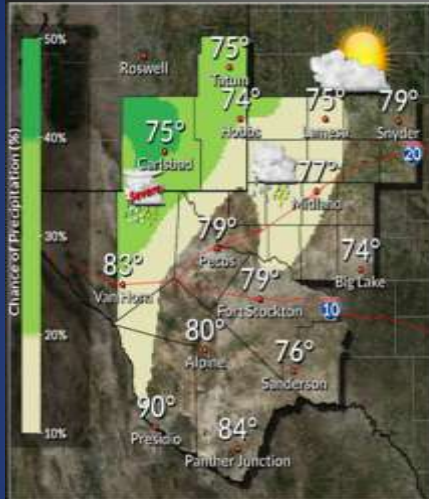 50%
40%
30%
20%
10%
Chance of Precipitation (%)
Roswell
75°
Tatum
74°
Hobbs
75°
Lamesa
79°
Snyder
20
75°
Carlsbad
Severe
77°
Midland
79°
Pecos
83°
Van Horn
79°
Fort Stockton
74°
Big Lake
10
80°
Alpine
76°
Sanderson
90°
Presidio
84°
Panther Junction